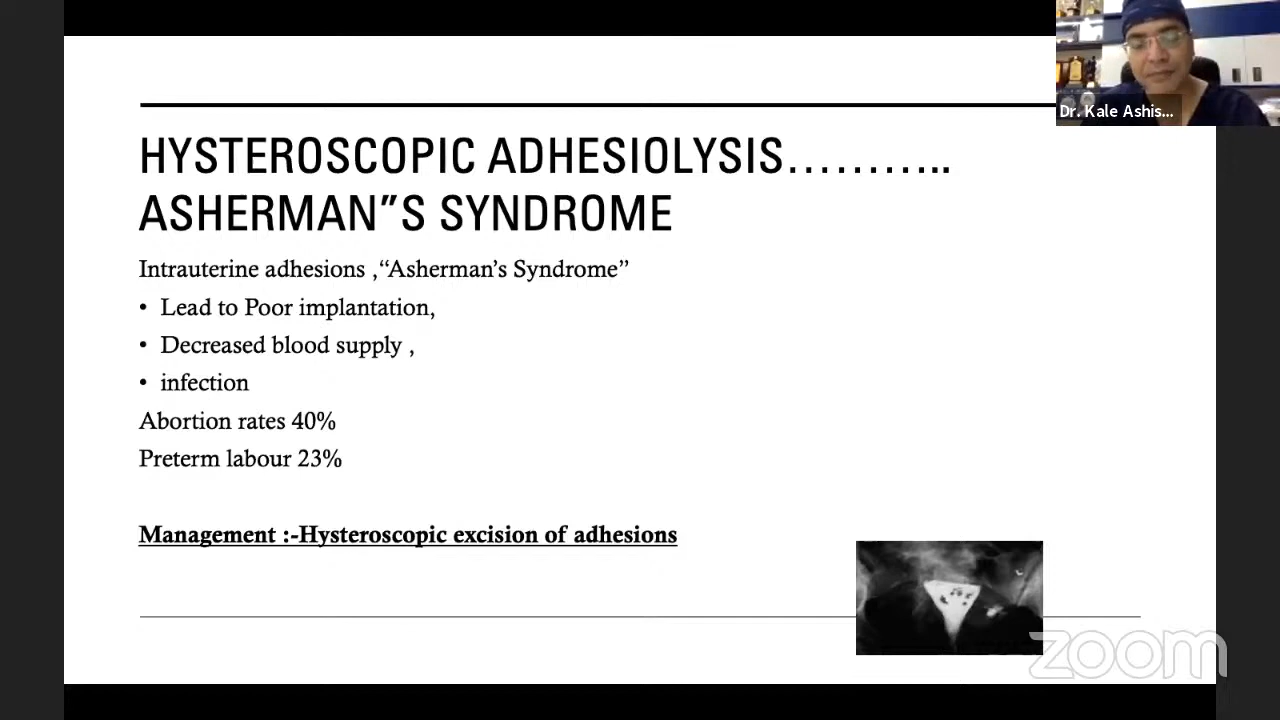 Dr. Kale Ashis...
HYSTEROSCOPIC ADHESIOLYSIS...........
ASHERMAN”S SYNDROME
Intrauterine adhesions ,“Asherman’s Syndrome”
• Lead to Poor implantation,
• Decreased blood supply ,
• infection
Abortion rates 40%
Preterm labour 23%
Management :-Hysteroscopic excision of adhesions
zoom